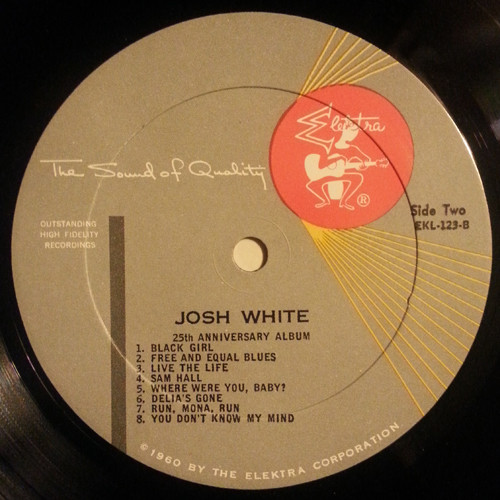 Elektra
The Sound of Quality
®
OUTSTANDING
HIGH FIDELITY
RECORDINGS
Side Two
EKL-123-B
JOSH WHITE
25th ANNIVERSARY ALBUM
1. BLACK GIRL
2. FREE AND EQUAL BLUES
3. LIVE THE LIFE
4. SAM HALL
5. WHERE WERE YOU, BABY?
6. DELIA'S GONE
7. RUN, MONA, RUN
8. YOU DON'T KNOW MY MIND
©1960 BY THE ELEKTRA CORPORATION